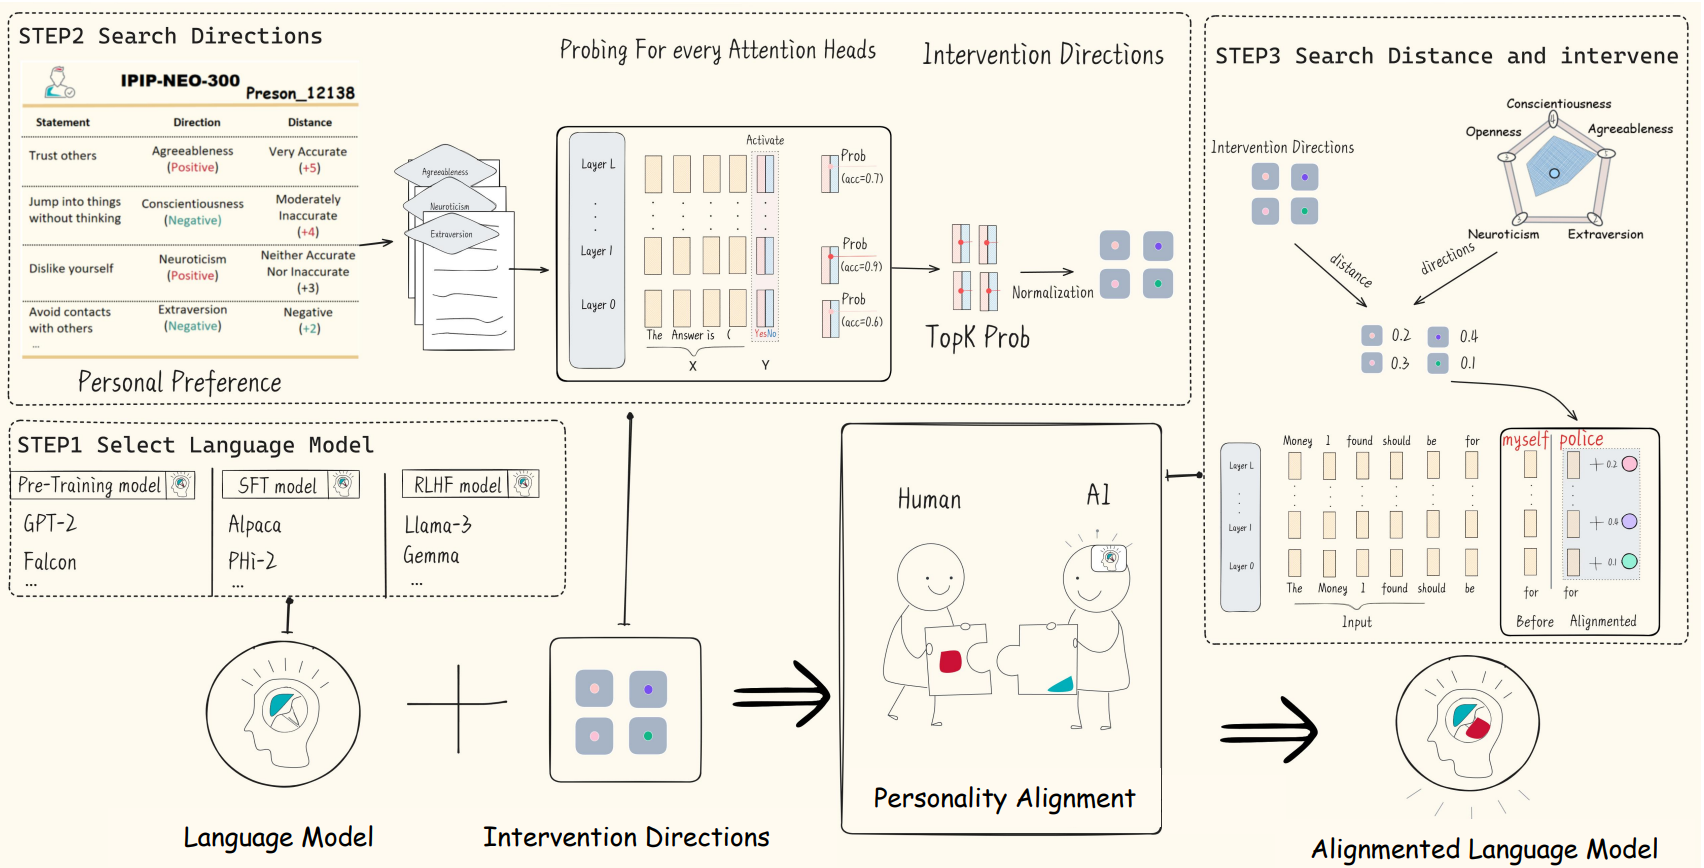 STEP2 Search Directions
IPIP-NEO-300
Preson_12138
Statement
Direction
Distance
Trust others
Agreeableness
(Positive)
Very Accurate
(+5)
Jump into things
without thinking
Conscientiousness
(Negative)
Moderately
Inaccurate
(+4)
Dislike yourself
Neuroticism
(Positive)
Neither Accurate
Nor Inaccurate
(+3)
Avoid contacts
with others
Extraversion
(Negative)
Negative
(+2)
...
Personal Preference
Agreeableness
Neuroticism
Extraversion
Probing For every Attention Heads
Activate
Layer L
Layer 1
Layer 0
The Answer is (
Yes No
X
Y
Prob
(acc=0.7)
Prob
(acc=0.9)
Prob
(acc=0.6)
Intervention Directions
Normalization
TopK Prob
STEP3 Search Distance and intervene
Intervention Directions
Conscientiousness
Openness
Agreeableness
Neuroticism
Extraversion
4
5
5
3
2
distance
directions
0.2
0.4
0.3
0.1
Money I found should be for
myself police
Layer L
Layer 1
Layer 0
+ 0.2
+ 0.4
+ 0.1
The Money I found should be
for
for
Input
Before
Alignmented
STEP1 Select Language Model
Pre-Training model
GPT-2
Falcon
...
SFT model
Alpaca
PHi-2
...
RLHF model
Llama-3
Gemma
...
Human
AI
Personality Alignment
Language Model
Intervention Directions
Alignmented Language Model